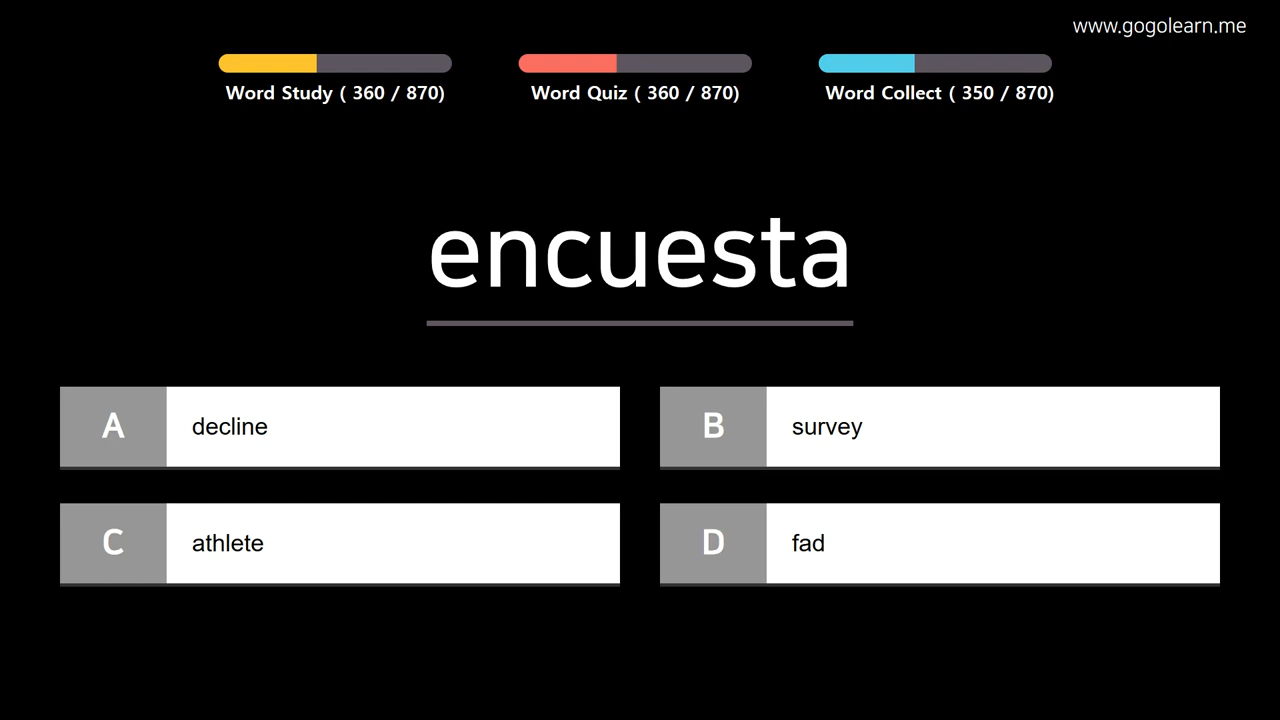 www.gogolearn.me
Word Study ( 360 / 870)
Word Quiz ( 360 / 870)
Word Collect ( 350 / 870)
encuesta
A decline
B survey
C athlete
D fad